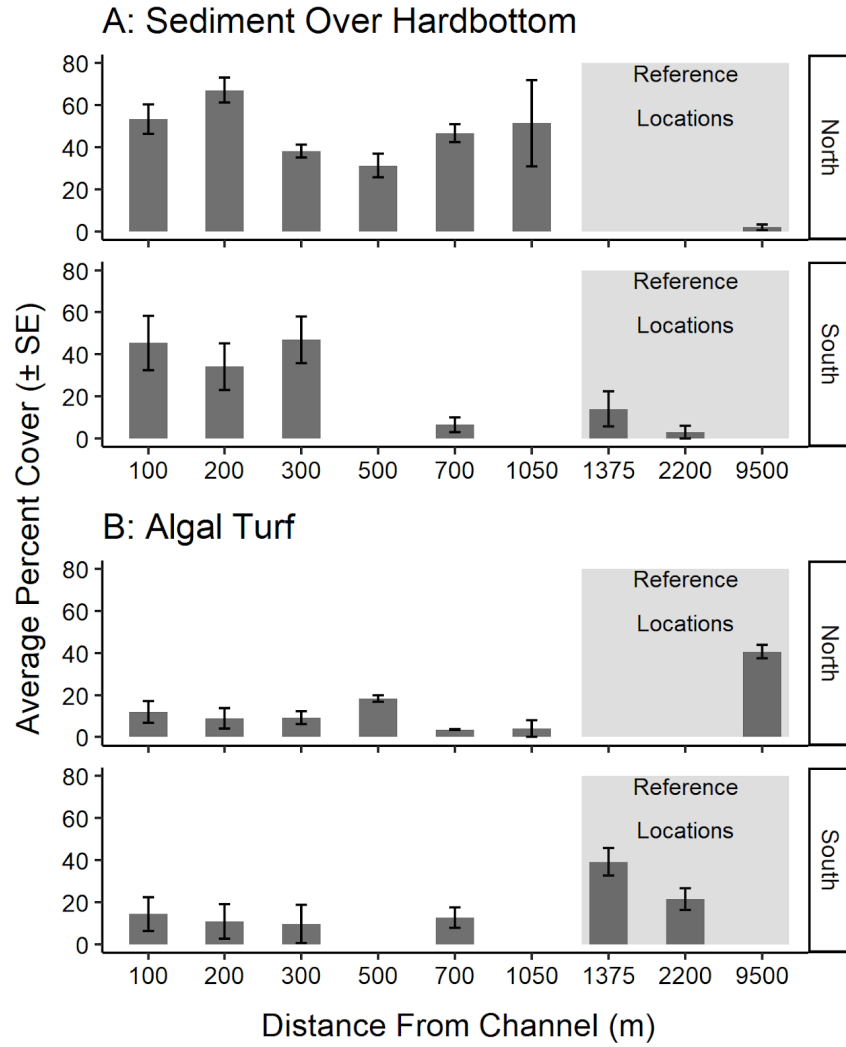 A: Sediment Over Hardbottom
80
60
40
20
0
Reference
Locations
North
80
60
40
20
0
Reference
Locations
South
100 200 300 500 700 1050 1375 2200 9500
B: Algal Turf
80
60
40
20
0
Reference
Locations
North
80
60
40
20
0
Reference
Locations
South
100 200 300 500 700 1050 1375 2200 9500
Average Percent Cover (± SE)
Distance From Channel (m)